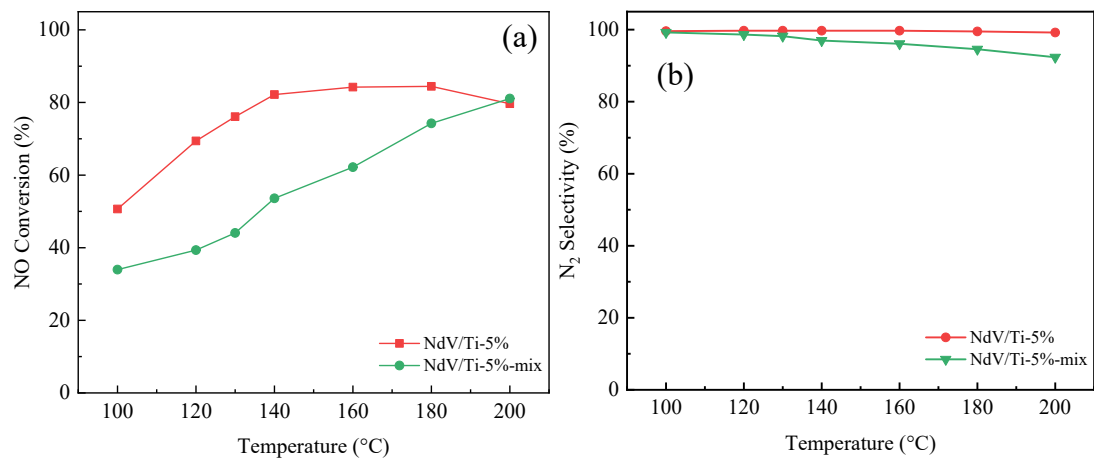 (a)
100
80
60
40
20
0
NO Conversion (%)
NdV/Ti-5%
NdV/Ti-5%-mix
100 120 140 160 180 200
Temperature (°C)
(b)
100
80
60
40
20
0
N₂ Selectivity (%)
NdV/Ti-5%
NdV/Ti-5%-mix
100 120 140 160 180 200
Temperature (°C)